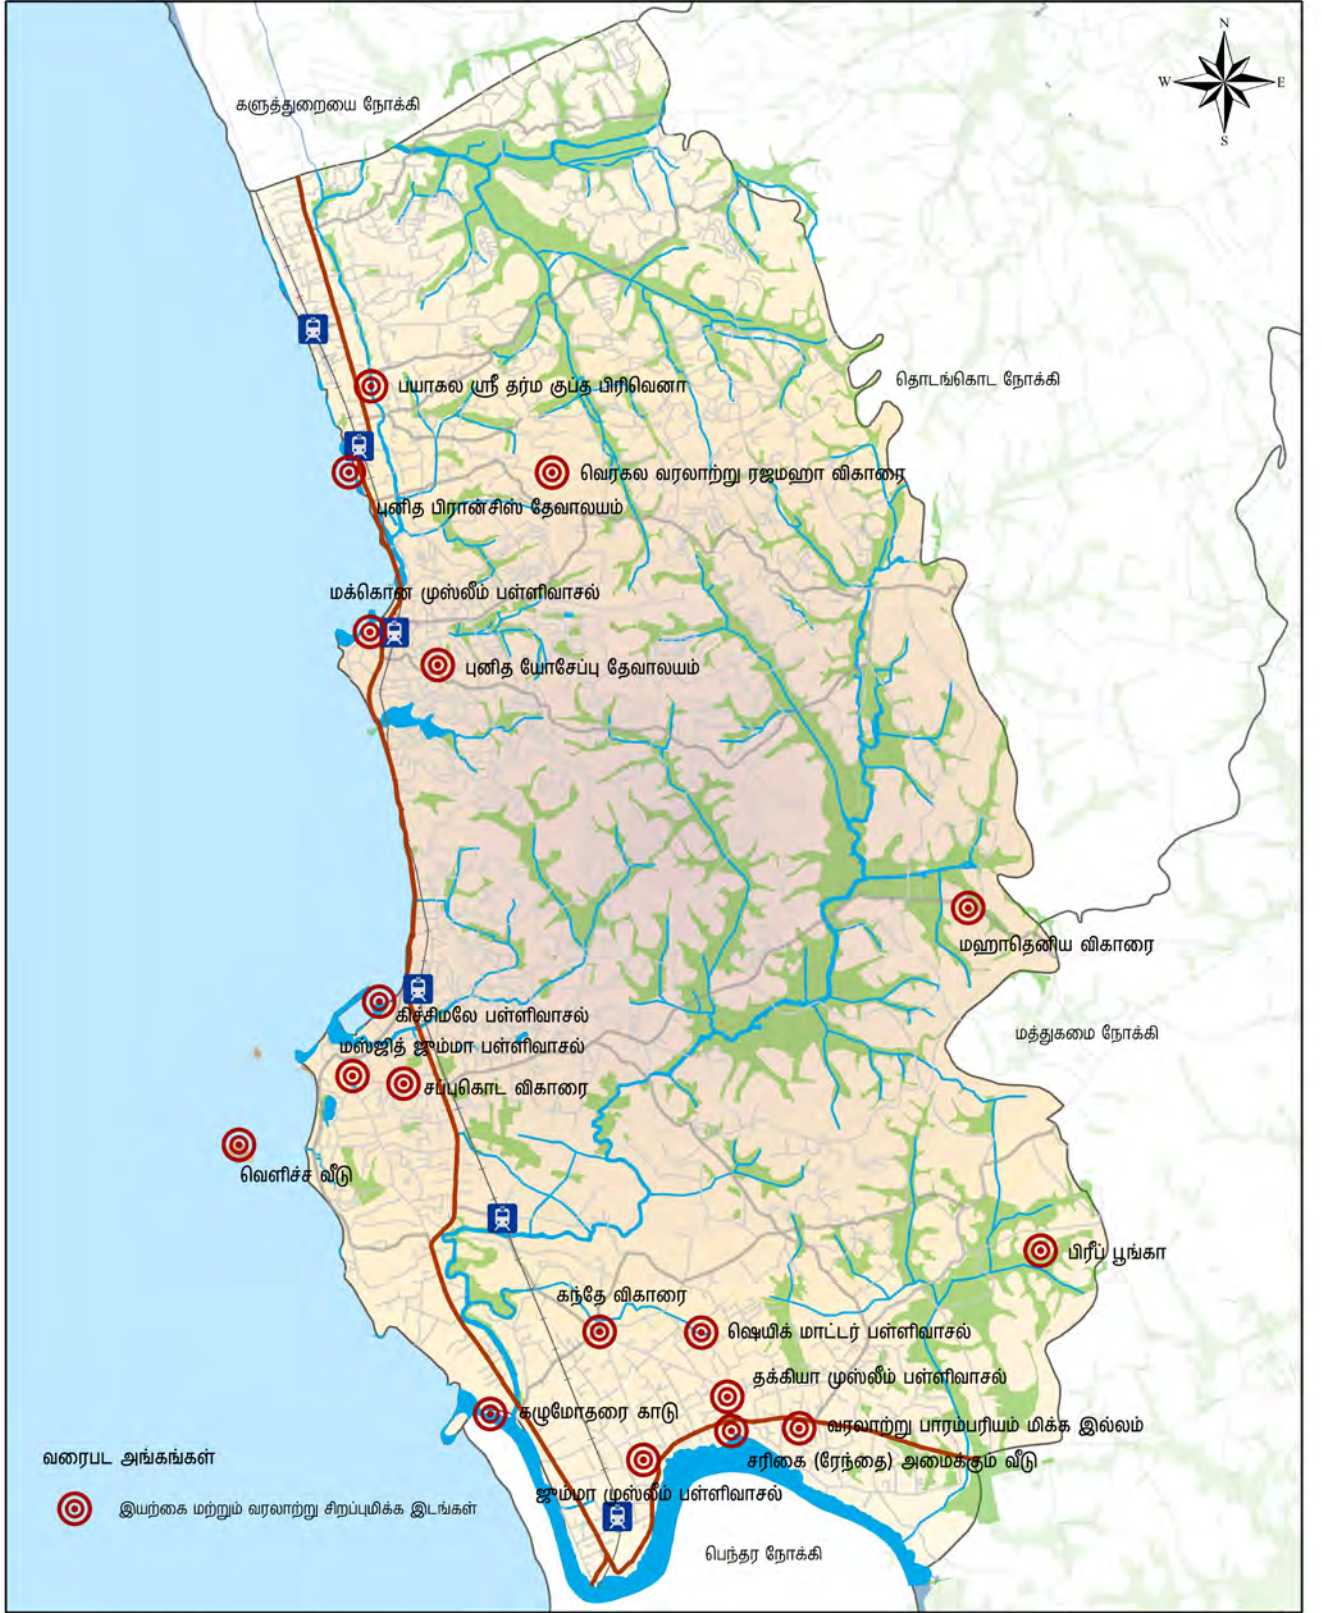 N
W
E
S
களுத்துறையை நோக்கி
தொடங்கொட நோக்கி
பயாகல ஸ்ரீ தர்ம குப்த பிரிவெனா
வெரகல வரலாற்று ரஜமஹா விகாரை
புனித பிரான்சிஸ் தேவாலயம்
மக்கொன முஸ்லீம் பள்ளிவாசல்
புனித யோசேப்பு தேவாலயம்
மஹாதெனிய விகாரை
கிச்சிமலே பள்ளிவாசல்
மத்துகமை நோக்கி
மஸ்ஜித் ஜும்மா பள்ளிவாசல்
சப்புகொட விகாரை
வெளிச்ச வீடு
பிரீப் பூங்கா
கந்தே விகாரை
ஷெயிக் மாட்டர் பள்ளிவாசல்
தக்கியா முஸ்லீம் பள்ளிவாசல்
கழுமோதரை காடு
வரலாற்று பாரம்பரியம் மிக்க இல்லம்
சரிகை (ரேந்தை) அமைக்கும் வீடு
வரைபட அங்கங்கள்
ஜும்மா முஸ்லீம் பள்ளிவாசல்
இயற்கை மற்றும் வரலாற்று சிறப்புமிக்க இடங்கள்
பெந்தர நோக்கி